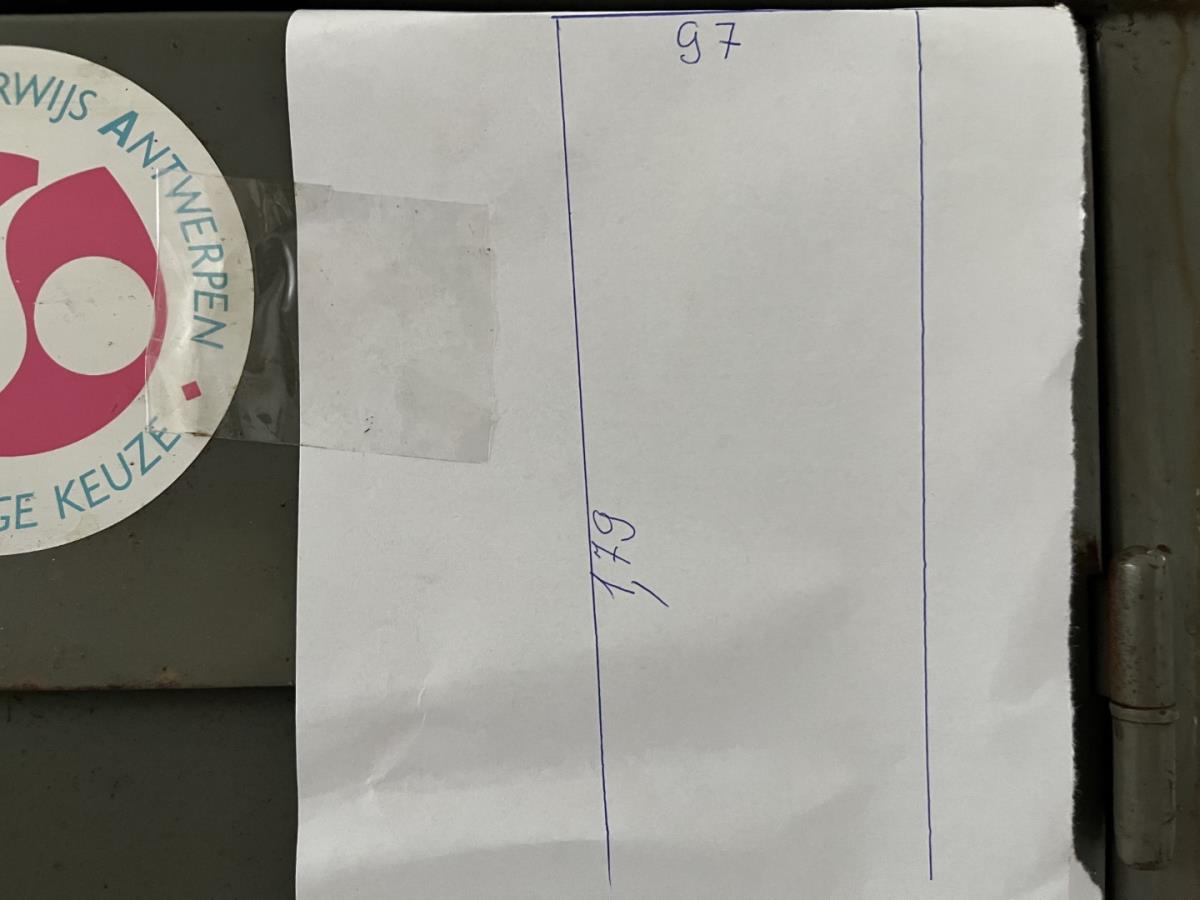 97
1,79
RWIJS ANTWERPEN
GE KEUZE